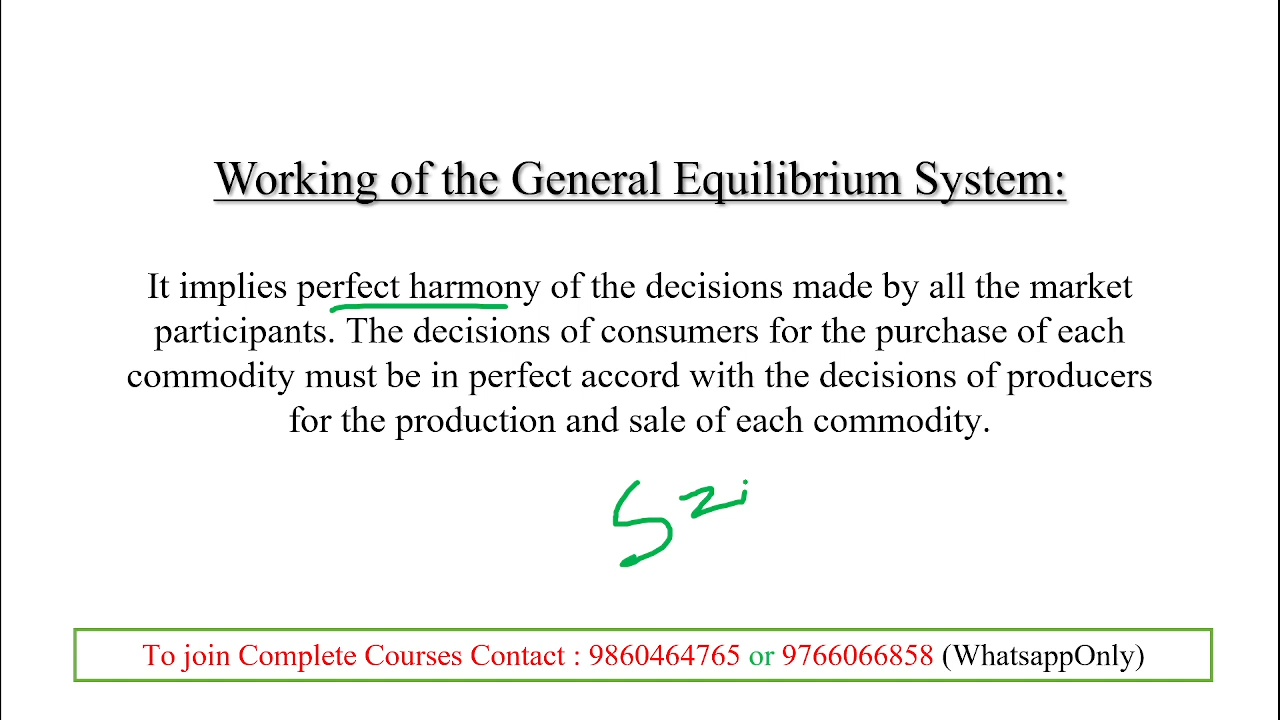 Working of the General Equilibrium System:
It implies perfect harmony of the decisions made by all the market
participants. The decisions of consumers for the purchase of each
commodity must be in perfect accord with the decisions of producers
for the production and sale of each commodity.
To join Complete Courses Contact : 9860464765 or 9766066858 (WhatsappOnly)